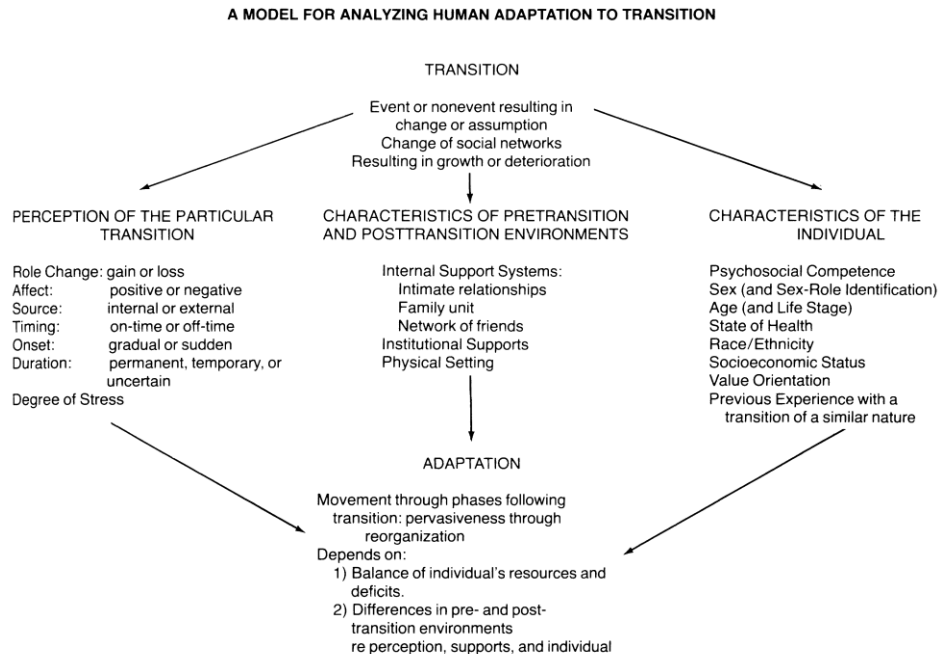 A MODEL FOR ANALYZING HUMAN ADAPTATION TO TRANSITION
TRANSITION
Event or nonevent resulting in
change or assumption
Change of social networks
Resulting in growth or deterioration
PERCEPTION OF THE PARTICULAR
TRANSITION
Role Change: gain or loss
Affect: positive or negative
Source: internal or external
Timing: on-time or off-time
Onset: gradual or sudden
Duration: permanent, temporary, or
uncertain
Degree of Stress
CHARACTERISTICS OF PRETRANSITION
AND POSTTRANSITION ENVIRONMENTS
Internal Support Systems:
Intimate relationships
Family unit
Network of friends
Institutional Supports
Physical Setting
CHARACTERISTICS OF THE
INDIVIDUAL
Psychosocial Competence
Sex (and Sex-Role Identification)
Age (and Life Stage)
State of Health
Race/Ethnicity
Socioeconomic Status
Value Orientation
Previous Experience with a
transition of a similar nature
ADAPTATION
Movement through phases following
transition: pervasiveness through
reorganization
Depends on:
1) Balance of individual's resources and
deficits.
2) Differences in pre- and post-
transition environments
re perception, supports, and individual